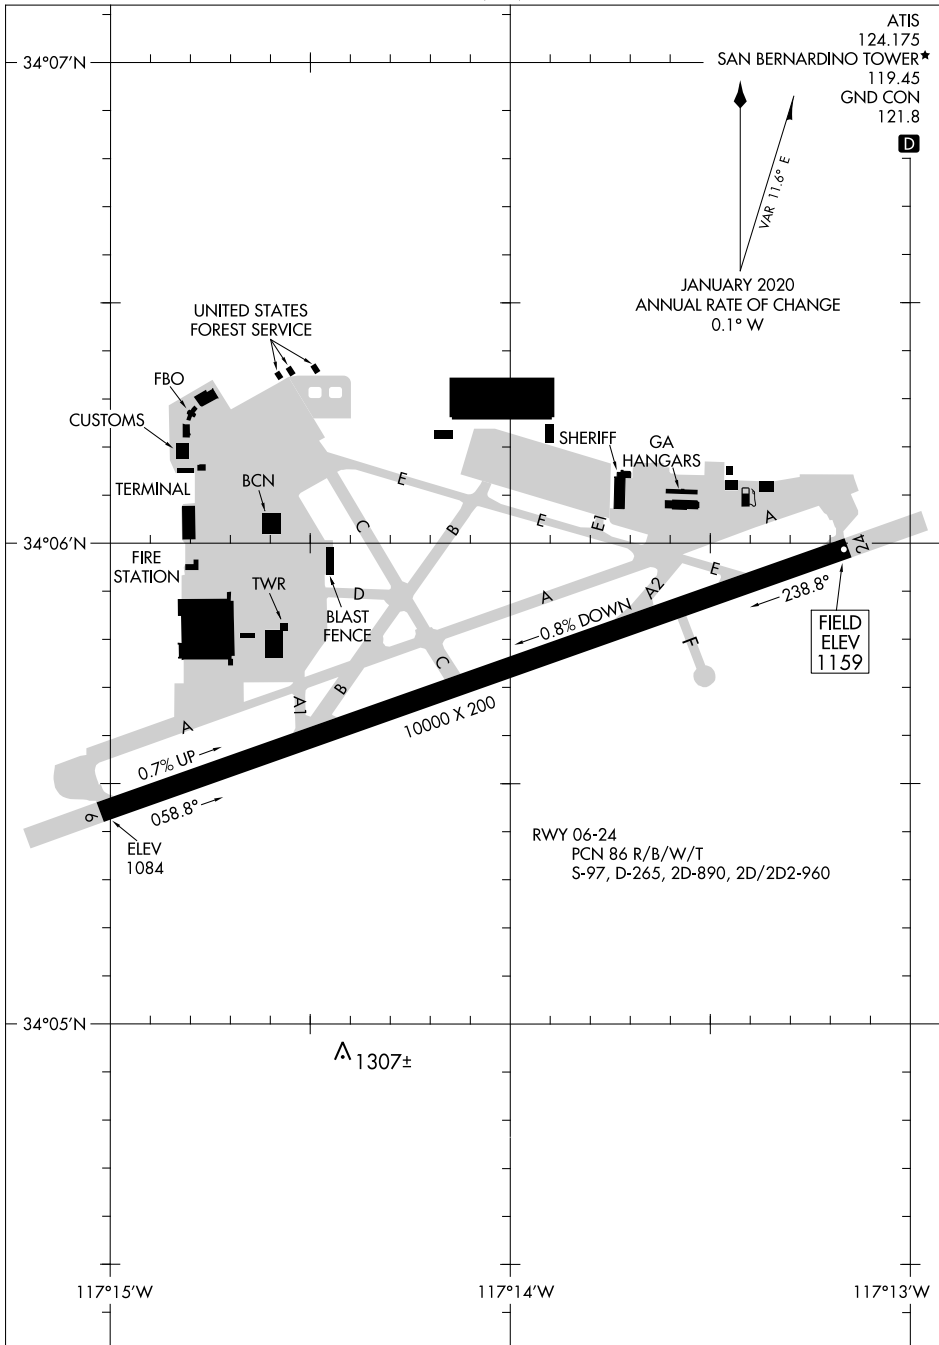 ATIS
124.175
SAN BERNARDINO TOWER★
119.45
GND CON
121.8
D
34°07'N
VAR 11.6° E
JANUARY 2020
ANNUAL RATE OF CHANGE
0.1° W
UNITED STATES
FOREST SERVICE
FBO
CUSTOMS
TERMINAL
BCN
SHERIFF
GA
HANGARS
E
C
B
E
E1
A
34°06'N
24
FIRE
STATION
TWR
D
BLAST
FENCE
A
A2
E
238.8°
0.8% DOWN
FIELD
ELEV
1159
F
C
B
A1
A
10000 X 200
0.7% UP
058.8°
6
ELEV
1084
RWY 06-24
PCN 86 R/B/W/T
S-97, D-265, 2D-890, 2D/2D2-960
34°05'N
1307±
117°15'W
117°14'W
117°13'W